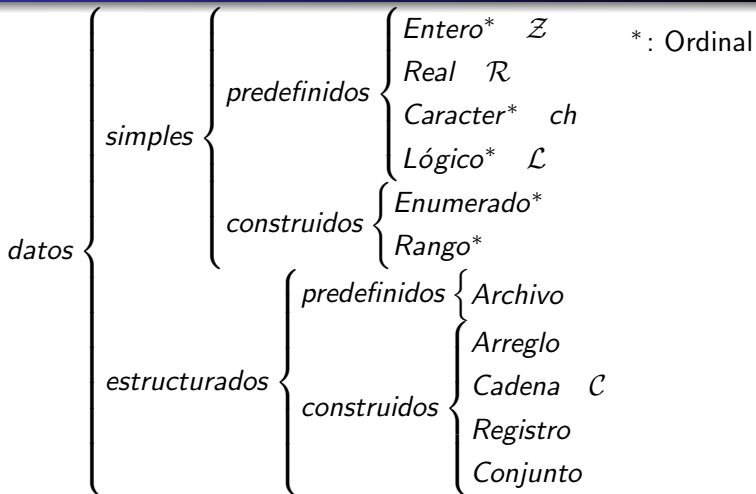 Entero* 𝒵 *: Ordinal
Real ℛ
predefinidos
Caracter* ch
simples
Lógico* ℒ
Enumerado*
construidos
Rango*
datos
predefinidos Archivo
Arreglo
estructurados
Cadena 𝒞
construidos
Registro
Conjunto